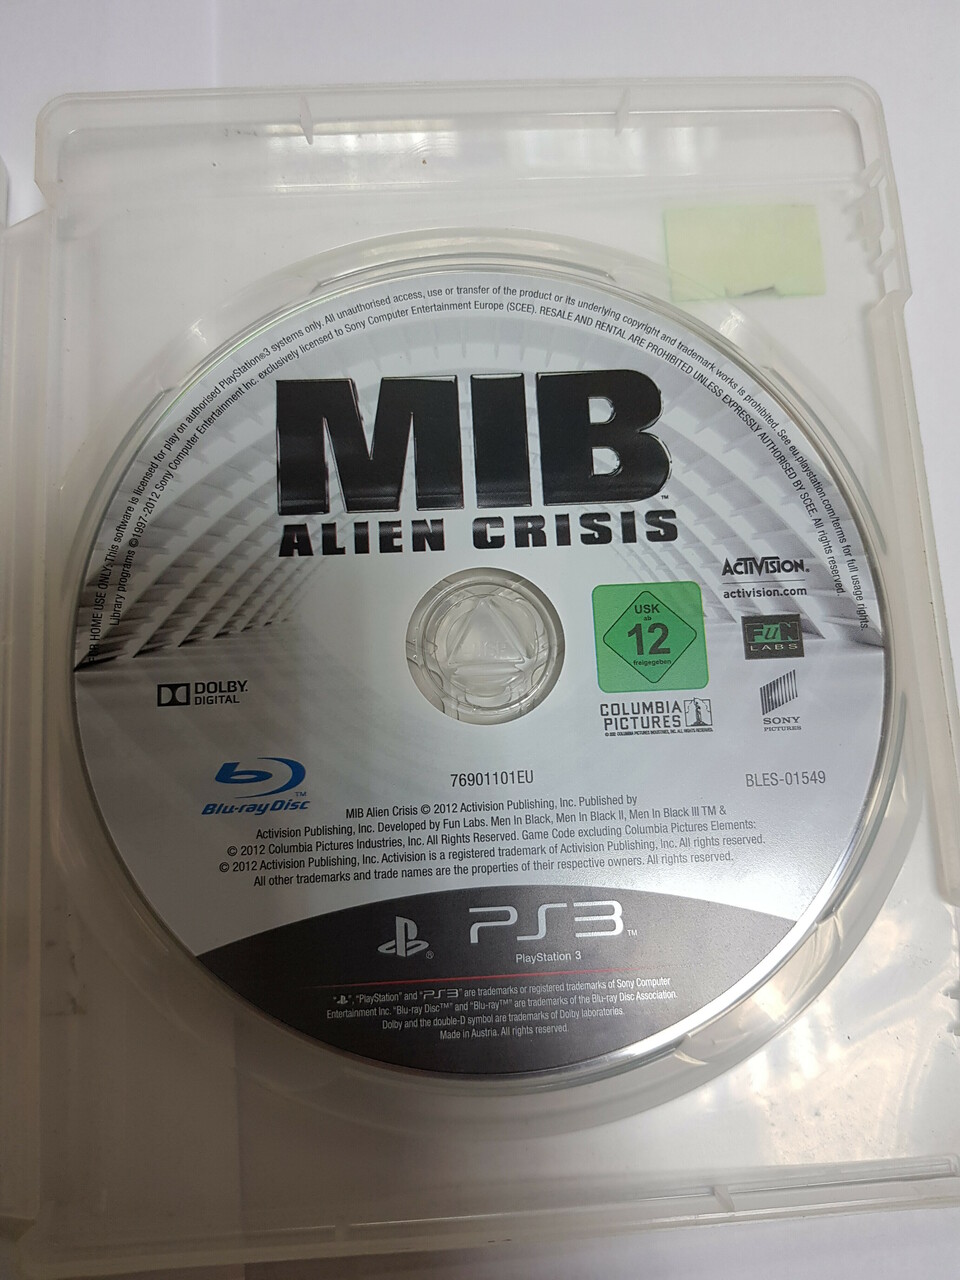 FOR HOME USE ONLY: This software is licensed for play on authorised PlayStation®3 systems only. All unauthorised access, use or transfer of the product or its underlying copyright and trademark works is prohibited. See eu.playstation.com/terms for full usage rights.
Library programs ©1997-2012 Sony Computer Entertainment Inc. exclusively licensed to Sony Computer Entertainment Europe (SCEE). RESALE AND RENTAL ARE PROHIBITED UNLESS EXPRESSLY AUTHORISED BY SCEE. All rights reserved.
MIB™
ALIEN CRISIS
ACTIVISION®
activision.com
USK
ab
12
freigegeben
FUN
LABS
DOLBY®
DIGITAL
COLUMBIA
PICTURES
SONY
PICTURES
Blu-ray Disc™
76901101EU
BLES-01549
MIB Alien Crisis © 2012 Activision Publishing, Inc. Published by
Activision Publishing, Inc. Developed by Fun Labs. Men In Black, Men In Black II, Men In Black III TM &
© 2012 Columbia Pictures Industries, Inc. All Rights Reserved. Game Code excluding Columbia Pictures Elements:
© 2012 Activision Publishing, Inc. Activision is a registered trademark of Activision Publishing, Inc. All rights reserved.
All other trademarks and trade names are the properties of their respective owners. All rights reserved.
PS3™
PlayStation 3
" ", "PlayStation" and "PS3" are trademarks or registered trademarks of Sony Computer
Entertainment Inc. "Blu-ray Disc™" and "Blu-ray™" are trademarks of the Blu-ray Disc Association.
Dolby and the double-D symbol are trademarks of Dolby laboratories.
Made in Austria. All rights reserved.